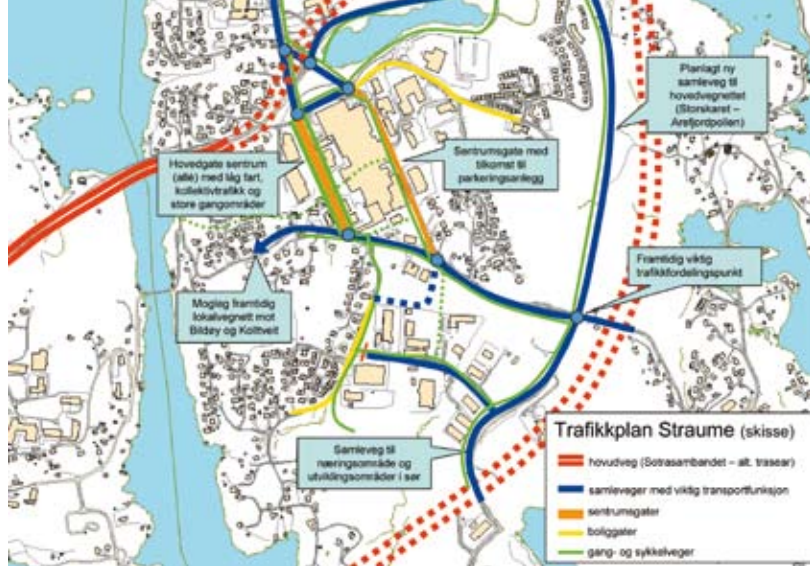 Planlagt ny
samleveg til
hovedvegnettet
(Storskaret –
Arefjordpollen)
Hovedgate sentrum
(allé) med låg fart,
kollektivtrafikk og
store gangområder
Sentrumsgate med
tilkomst til
parkeringsanlegg
Framtidig viktig
trafikkfordelingspunkt
Mogleg framtidig
lokalvegnett mot
Bildøy og Kolltveit
Samleveg til
næringsområde og
utviklingsområder i sør
Trafikkplan Straume (skisse)
hovudveg (Sotrasambandet – alt. trasear)
samleveger med viktig transportfunksjon
sentrumsgater
boliggater
gang- og sykkelveger